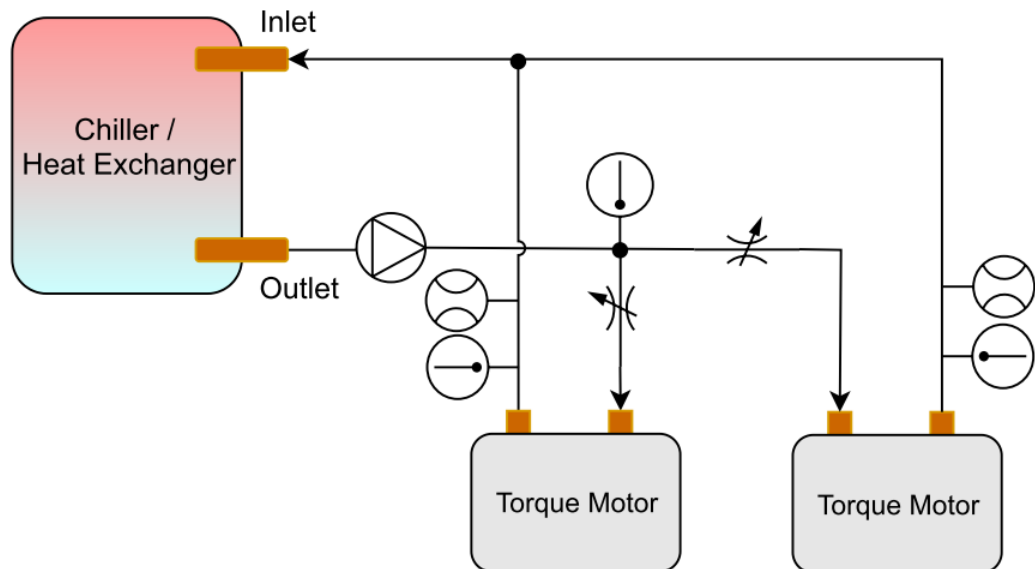 Inlet
Chiller /
Heat Exchanger
Outlet
Torque Motor
Torque Motor